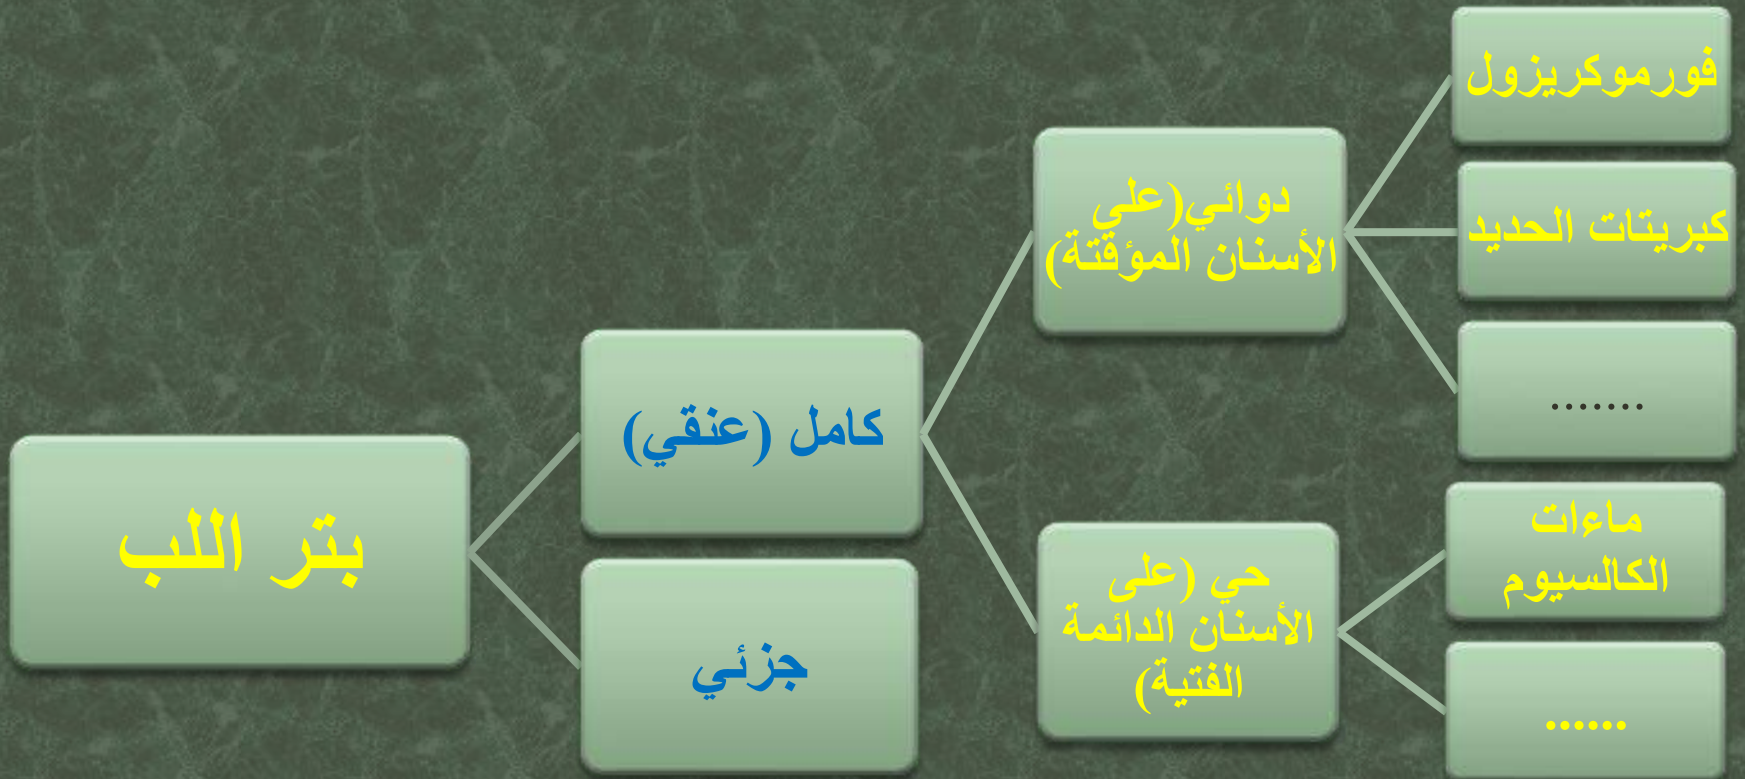 بتر اللب
كامل (عنقي)
جزئي
دوائي(على
الأسنان المؤقتة)
حي (على
الأسنان الدائمة
الفتية)
فورموكريزول
كبريتات الحديد
.......
ماءات
الكالسيوم
......